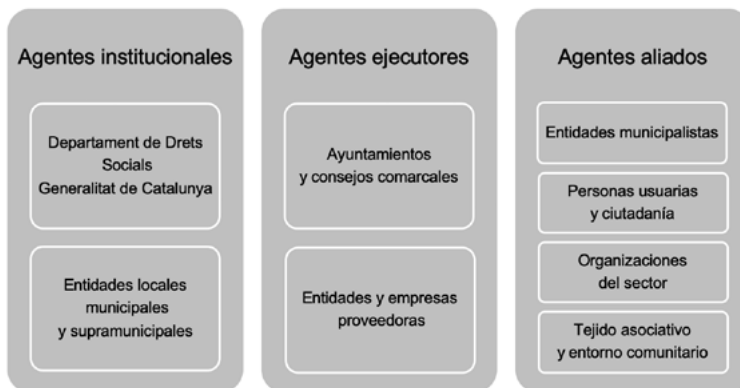 Agentes institucionales
Departament de Drets
Socials
Generalitat de Catalunya
Entidades locales
municipales
y supramunicipales
Agentes ejecutores
Ayuntamientos
y consejos comarcales
Entidades y empresas
proveedoras
Agentes aliados
Entidades municipalistas
Personas usuarias
y ciutadanía
Organizaciones
del sector
Tejido asociativo
y entorno comunitario